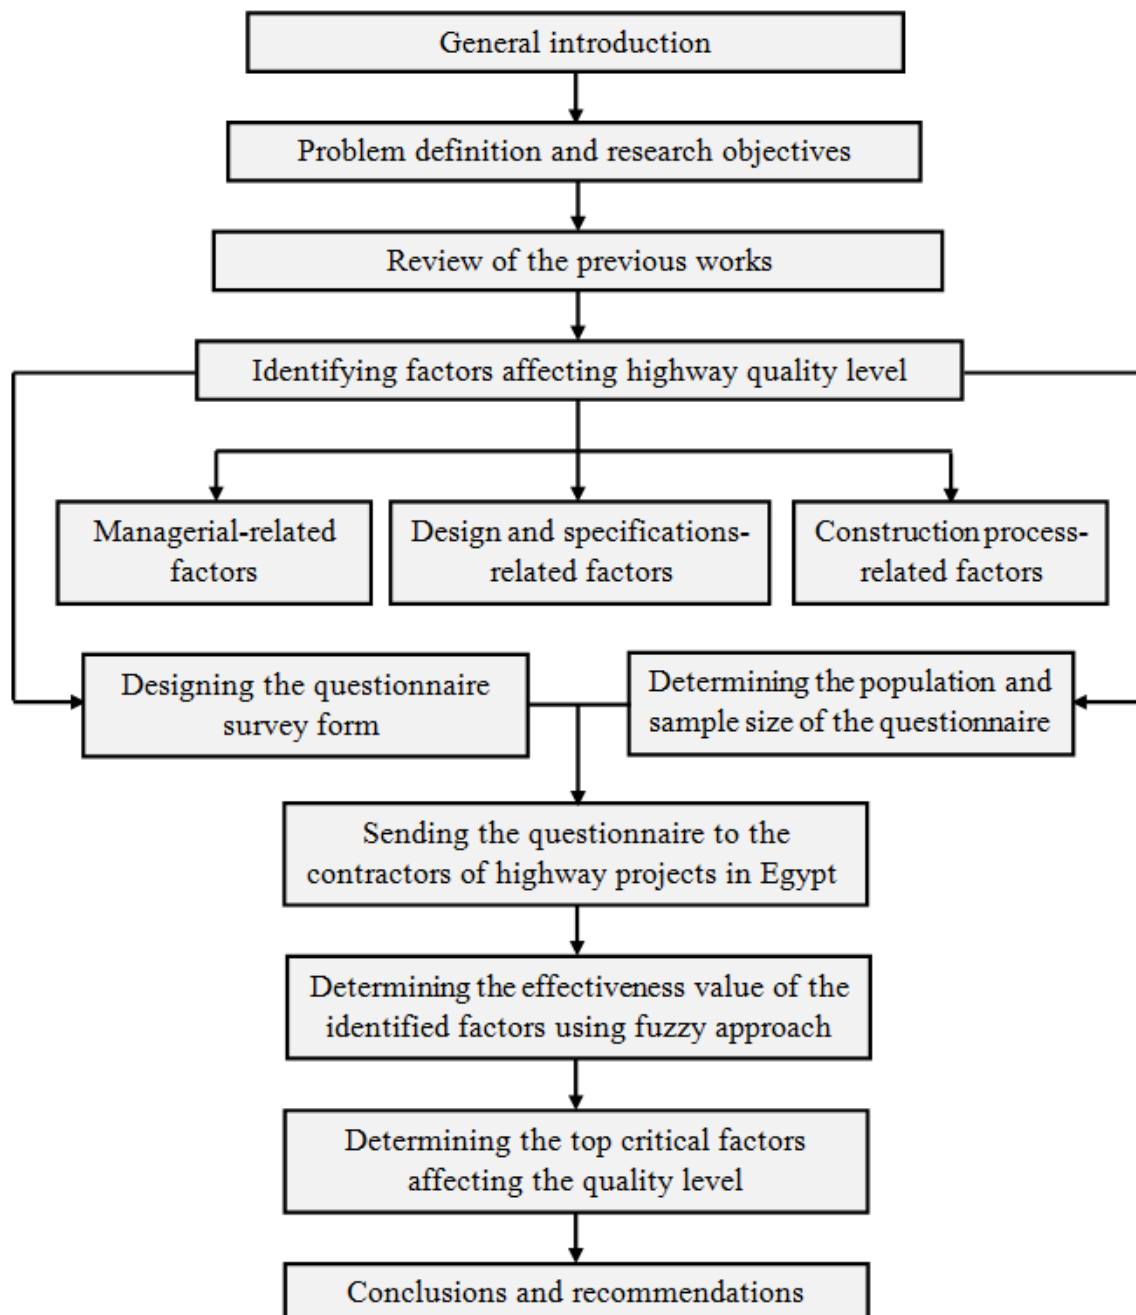 General introduction
Problem definition and research objectives
Review of the previous works
Identifying factors affecting highway quality level
Managerial-related
factors
Design and specifications-
related factors
Construction process-
related factors
Designing the questionnaire
survey form
Determining the population and
sample size of the questionnaire
Sending the questionnaire to the
contractors of highway projects in Egypt
Determining the effectiveness value of the
identified factors using fuzzy approach
Determining the top critical factors
affecting the quality level
Conclusions and recommendations